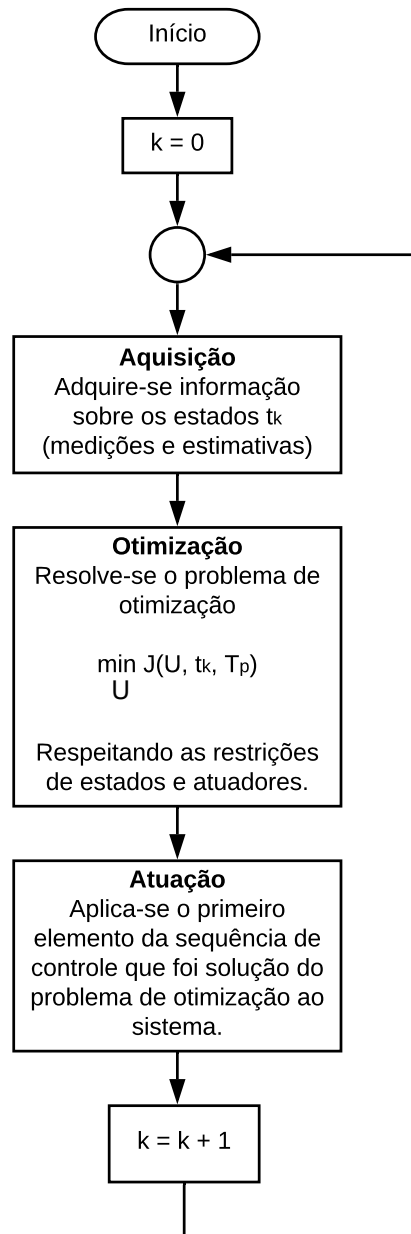 Início
k = 0
Aquisição
Adquire-se informação
sobre os estados tk
(medições e estimativas)
Otimização
Resolve-se o problema de
otimização
min J(U, tk, Tp)
U
Respeitando as restrições
de estados e atuadores.
Atuação
Aplica-se o primeiro
elemento da sequência de
controle que foi solução do
problema de otimização ao
sistema.
k = k + 1